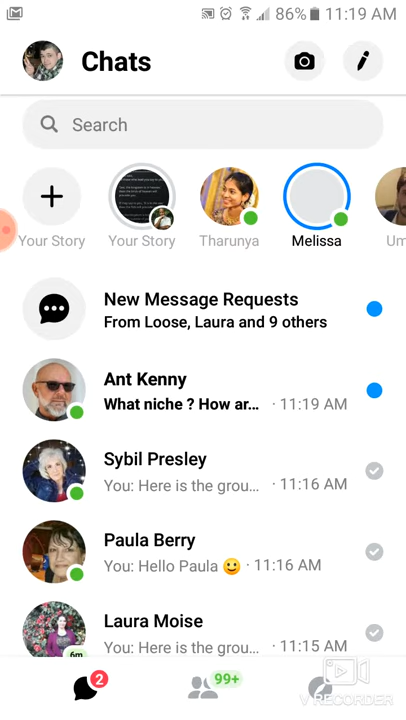 86% 11:19 AM
Chats
Search
Your Story
Your Story
Tharunya
Melissa
Um
New Message Requests
From Loose, Laura and 9 others
Ant Kenny
What niche ? How ar... · 11:19 AM
Sybil Presley
You: Here is the grou... · 11:16 AM
Paula Berry
You: Hello Paula 🙂 · 11:16 AM
Laura Moise
You: Here is the grou... · 11:15 AM
6m
2
99+
V RECORDER